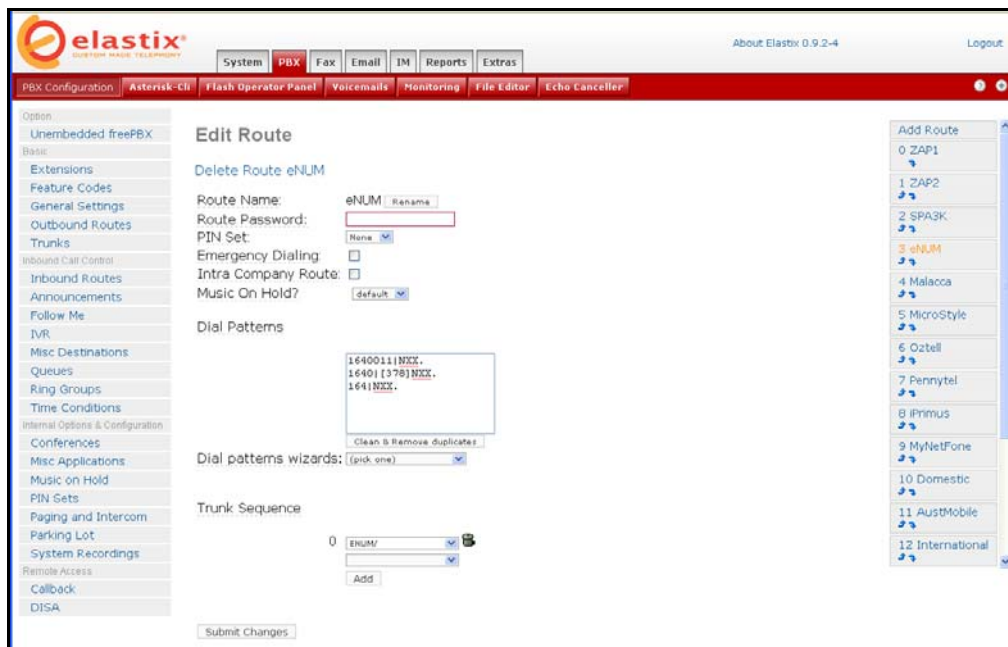 elastix®
CUSTOM MADE TELEPHONY
About Elastix 0.9.2-4
Logout
System
PBX
Fax
Email
IM
Reports
Extras
PBX Configuration
Asterisk-Cli
Flash Operator Panel
Voicemails
Monitoring
File Editor
Echo Canceller
Option
Unembedded freePBX
Basic
Extensions
Feature Codes
General Settings
Outbound Routes
Trunks
Inbound Call Control
Inbound Routes
Announcements
Follow Me
IVR
Misc Destinations
Queues
Ring Groups
Time Conditions
Internal Options & Configuration
Conferences
Misc Applications
Music on Hold
PIN Sets
Paging and Intercom
Parking Lot
System Recordings
Remote Access
Callback
DISA
Edit Route
Delete Route eNUM
Route Name: eNUM Rename
Route Password:
PIN Set: None
Emergency Dialing:
Intra Company Route:
Music On Hold? default
Dial Patterns
1640011|NXX.
1640|[378]NXX.
164|NXX.
Clean & Remove duplicates
Dial patterns wizards: (pick one)
Trunk Sequence
0 ENUM/
Add
Submit Changes
Add Route
0 ZAP1
1 ZAP2
2 SPA3K
3 eNUM
4 Malacca
5 MicroStyle
6 Oztell
7 Pennytel
8 iPrimus
9 MyNetFone
10 Domestic
11 AustMobile
12 International